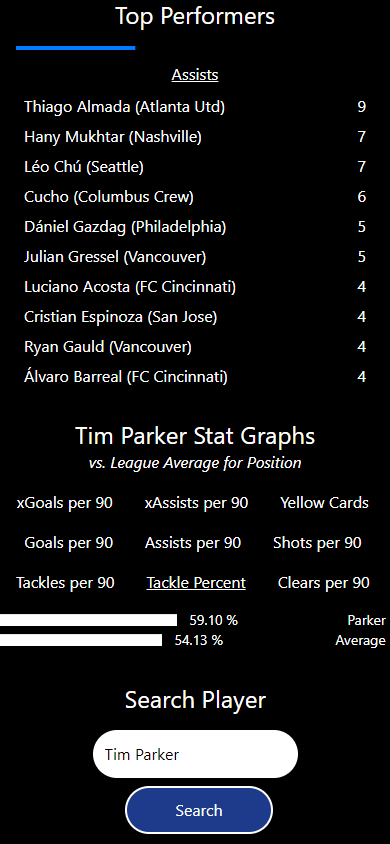 Top Performers
Assists
Thiago Almada (Atlanta Utd) 9
Hany Mukhtar (Nashville) 7
Léo Chú (Seattle) 7
Cucho (Columbus Crew) 6
Dániel Gazdag (Philadelphia) 5
Julian Gressel (Vancouver) 5
Luciano Acosta (FC Cincinnati) 4
Cristian Espinoza (San Jose) 4
Ryan Gauld (Vancouver) 4
Álvaro Barreal (FC Cincinnati) 4
Tim Parker Stat Graphs
vs. League Average for Position
xGoals per 90 xAssists per 90 Yellow Cards
Goals per 90 Assists per 90 Shots per 90
Tackles per 90 Tackle Percent Clears per 90
59.10 % Parker
54.13 % Average
Search Player
Tim Parker
Search